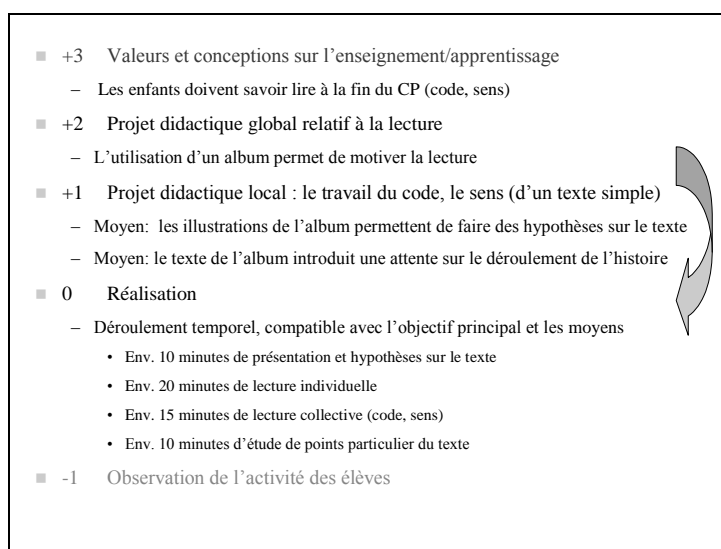 +3 Valeurs et conceptions sur l'enseignement/apprentissage
– Les enfants doivent savoir lire à la fin du CP (code, sens)
+2 Projet didactique global relatif à la lecture
– L'utilisation d'un album permet de motiver la lecture
+1 Projet didactique local : le travail du code, le sens (d'un texte simple)
– Moyen: les illustrations de l'album permettent de faire des hypothèses sur le texte
– Moyen: le texte de l'album introduit une attente sur le déroulement de l'histoire
0 Réalisation
– Déroulement temporel, compatible avec l'objectif principal et les moyens
• Env. 10 minutes de présentation et hypothèses sur le texte
• Env. 20 minutes de lecture individuelle
• Env. 15 minutes de lecture collective (code, sens)
• Env. 10 minutes d'étude de points particulier du texte
-1 Observation de l'activité des élèves